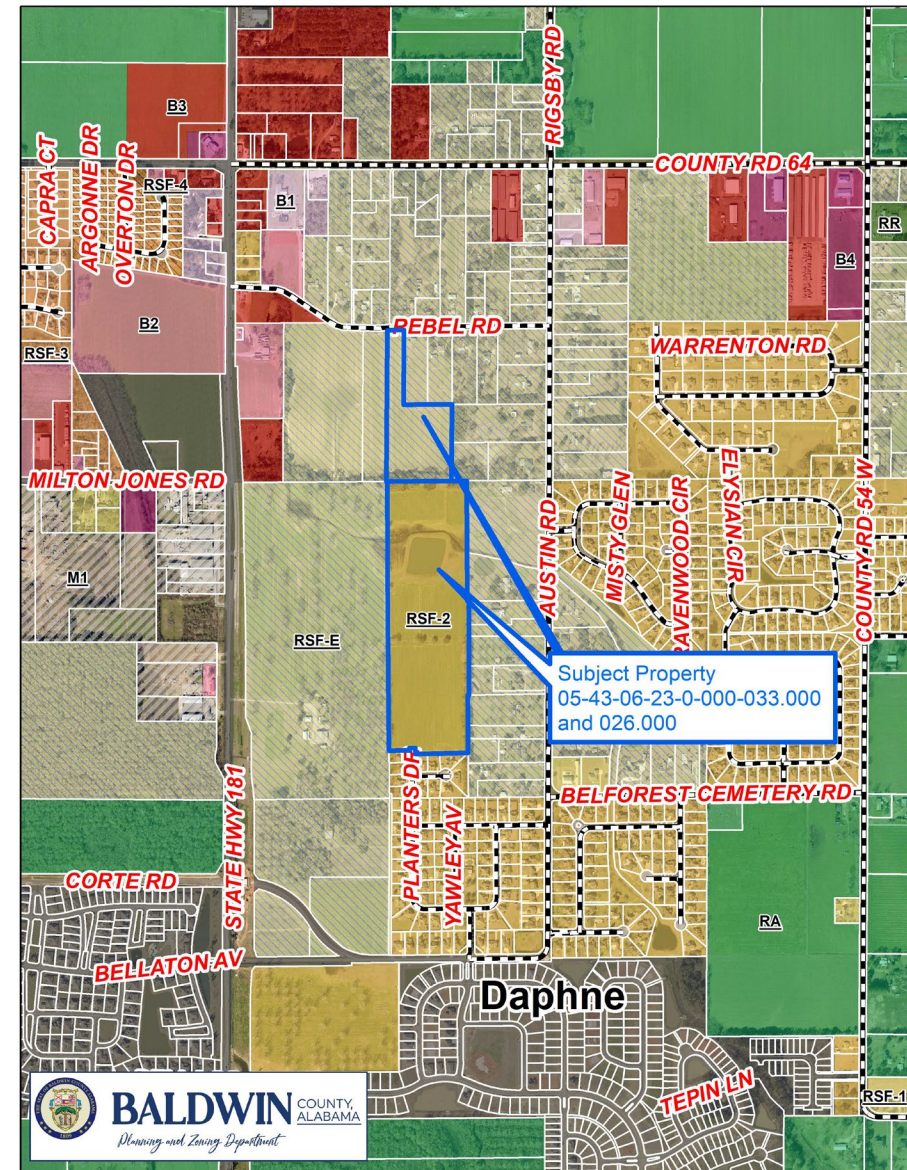 RIGSBY RD
B3
CAPRA CT
ARGONNE DR
OVERTON DR
RSF-4
COUNTY RD 64
B1
RR
B4
B2
REBEL RD
WARRENTON RD
RSF-3
MILTON JONES RD
M1
AUSTIN RD
MISTY GLEN
RAVENWOOD CIR
ELYSIAN CIR
COUNTY RD 54 W
RSF-E
RSF-2
Subject Property
05-43-06-23-0-000-033.000
and 026.000
STATE HWY 181
PLANTERS DR
YAWLEY AV
BELFOREST CEMETERY RD
CORTE RD
RA
BELLATON AV
Daphne
TEPIN LN
RSF-1
BALDWIN COUNTY,
ALABAMA
Planning and Zoning Department